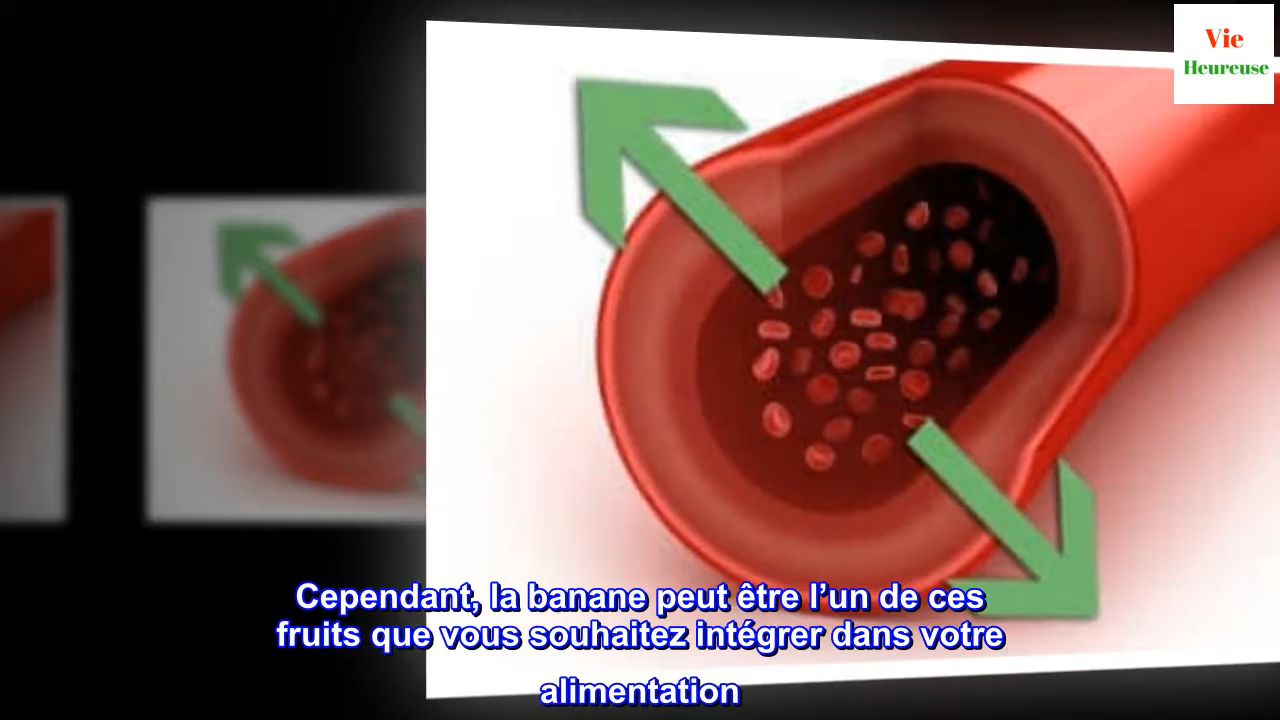 Vie
Heureuse
Cependant, la banane peut être l’un de ces
fruits que vous souhaitez intégrer dans votre
alimentation